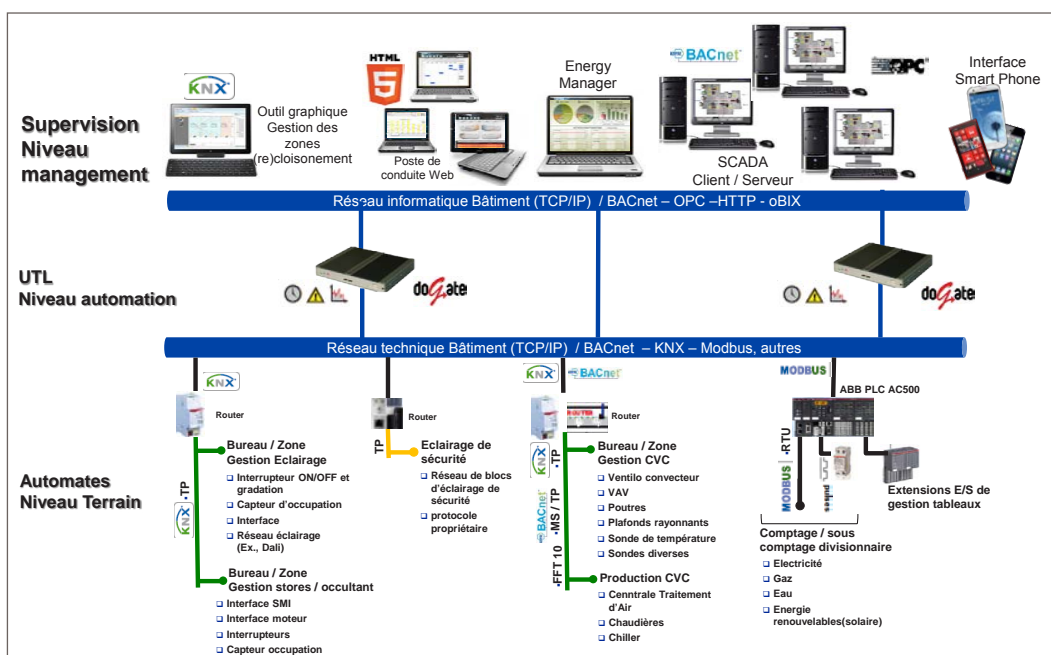 Supervision
Niveau
management
KNX
Outil graphique
Gestion des
zones
(re)cloisonement
HTML
5
Poste de
conduite Web
Energy
Manager
BACnet
SCADA
Client / Serveur
OPC
Interface
Smart Phone
Réseau informatique Bâtiment (TCP/IP) / BACnet – OPC –HTTP - oBIX
UTL
Niveau automation
doGate
doGate
Réseau technique Bâtiment (TCP/IP) / BACnet – KNX – Modbus, autres
Automates
Niveau Terrain
KNX
Router
KNX
•TP
Bureau / Zone
Gestion Eclairage
Interrupteur ON/OFF et
gradation
Capteur d'occupation
Interface
Réseau éclairage
(Ex., Dali)
Bureau / Zone
Gestion stores / occultant
Interface SMI
Interface moteur
Interrupteurs
Capteur occupation
Router
TP
Eclairage de
sécurité
Réseau de blocs
d'éclairage de
sécurité
protocole
propriétaire
KNX
BACnet
ROUTER
Router
KNX
•TP
BACnet
•MS / TP
•FFT 10
Bureau / Zone
Gestion CVC
Ventilo convecteur
VAV
Poutres
Plafonds rayonnants
Sonde de température
Sondes diverses
Production CVC
Cenntrale Traitement
d'Air
Chaudières
Chiller
MODBUS
ABB PLC AC500
MODBUS
•RTU
Extensions E/S de
gestion tableaux
Comptage / sous
comptage divisionnaire
Electricité
Gaz
Eau
Energie
renouvelables(solaire)